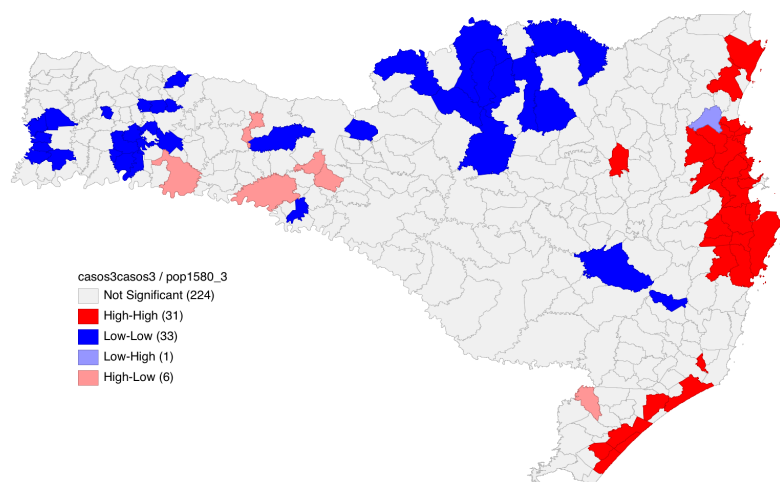 casos3casos3 / pop1580_3
Not Significant (224)
High-High (31)
Low-Low (33)
Low-High (1)
High-Low (6)